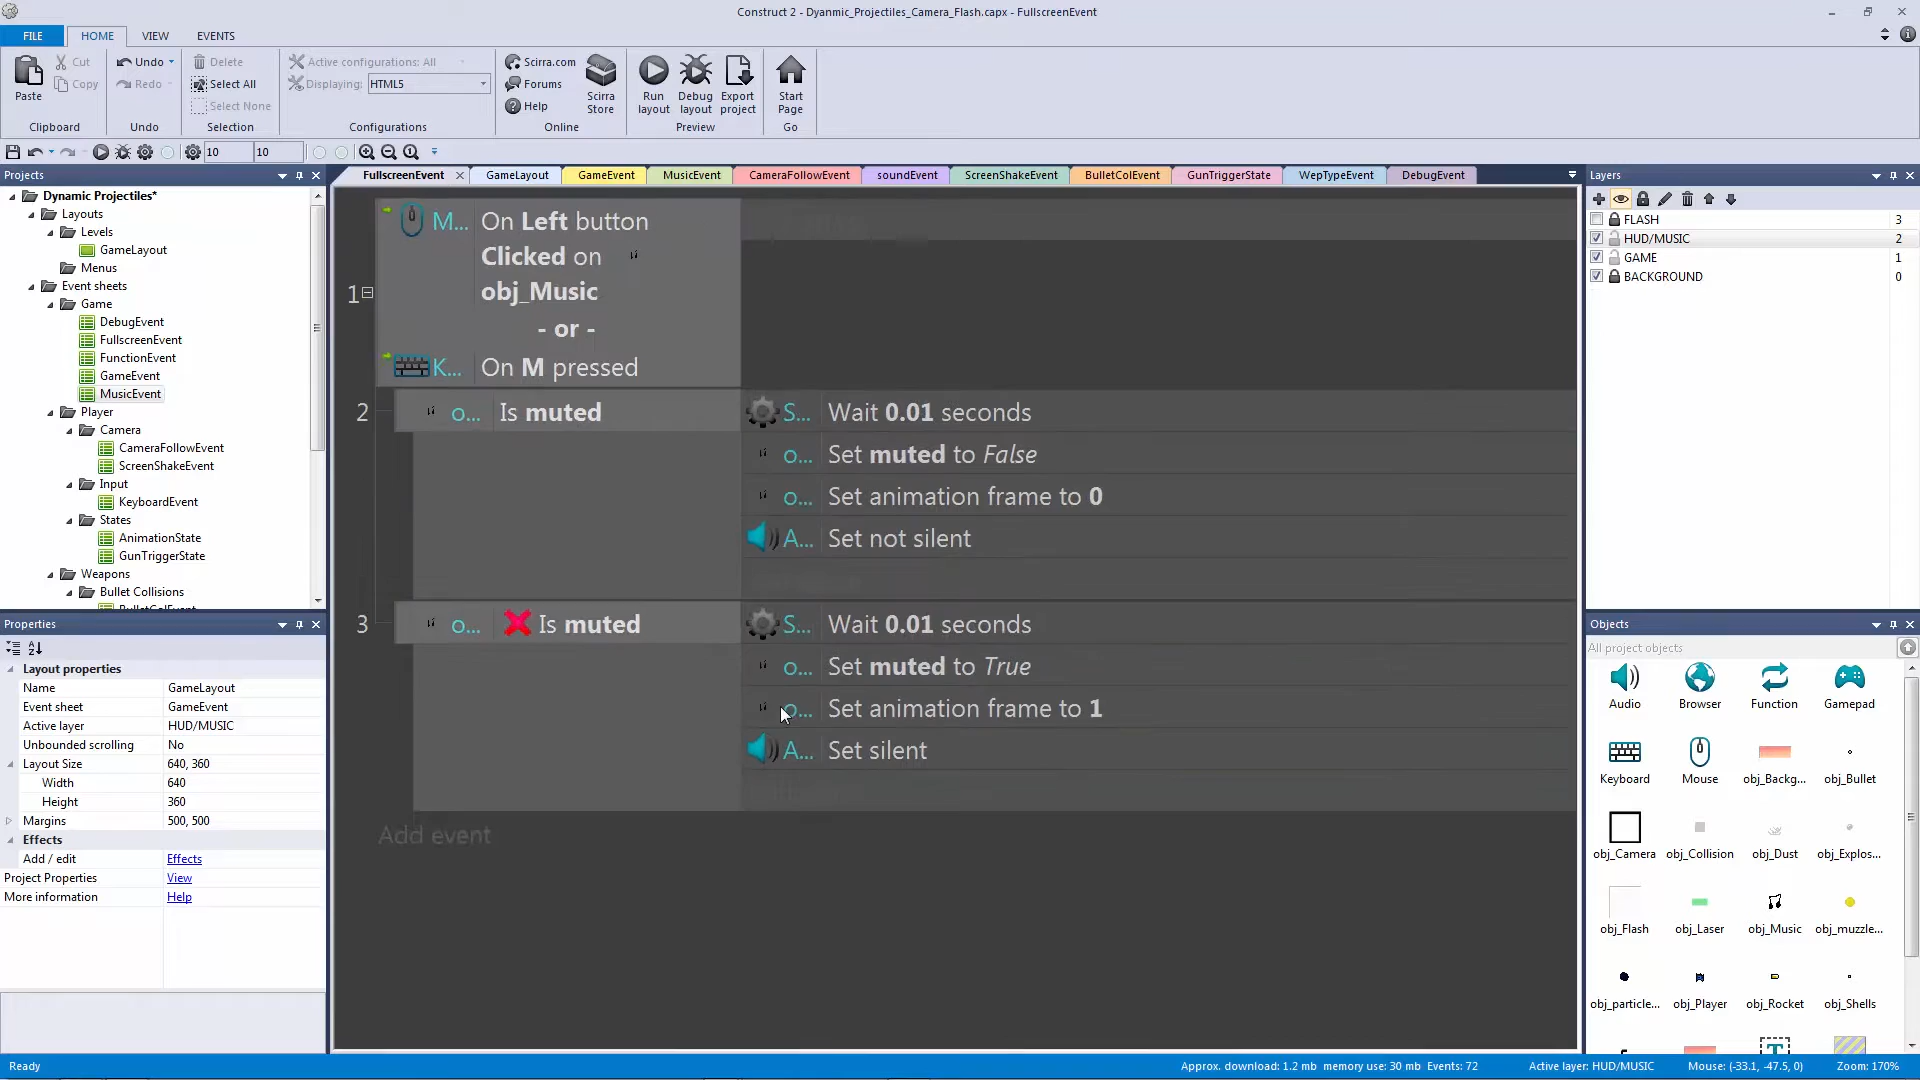 Construct 2 - Dyanmic_Projectiles_Camera_Flash.capx - FullscreenEvent
FILE HOME VIEW EVENTS
Paste
Cut
Copy
Clipboard
Undo
Redo
Undo
Delete
Select All
Select None
Selection
Active configurations: All
Displaying: HTML5
Configurations
Scirra.com
Forums
Help
Scirra Store
Online
Run layout
Debug layout
Export project
Preview
Start Page
Go
10 10
Projects
Dynamic Projectiles*
Layouts
Levels
GameLayout
Menus
Event sheets
Game
DebugEvent
FullscreenEvent
FunctionEvent
GameEvent
MusicEvent
Player
Camera
CameraFollowEvent
ScreenShakeEvent
Input
KeyboardEvent
States
AnimationState
GunTriggerState
Weapons
Bullet Collisions
BulletColEvent
Properties
Layout properties
Name GameLayout
Event sheet GameEvent
Active layer HUD/MUSIC
Unbounded scrolling No
Layout Size 640, 360
Width 640
Height 360
Margins 500, 500
Effects
Add / edit Effects
Project Properties View
More information Help
FullscreenEvent GameLayout GameEvent MusicEvent CameraFollowEvent soundEvent ScreenShakeEvent BulletColEvent GunTriggerState WepTypeEvent DebugEvent
1
M... On Left button
Clicked on
obj_Music
- or -
K... On M pressed
2 o... Is muted S... Wait 0.01 seconds
o... Set muted to False
o... Set animation frame to 0
A... Set not silent
3 o... Is muted S... Wait 0.01 seconds
o... Set muted to True
o... Set animation frame to 1
A... Set silent
Add event
Layers
FLASH 3
HUD/MUSIC 2
GAME 1
BACKGROUND 0
Objects
All project objects
Audio Browser Function Gamepad
Keyboard Mouse obj_Backg... obj_Bullet
obj_Camera obj_Collision obj_Dust obj_Explos...
obj_Flash obj_Laser obj_Music obj_muzzle...
obj_particle... obj_Player obj_Rocket obj_Shells
T
Ready
Approx. download: 1.2 mb memory use: 30 mb Events: 72
Active layer: HUD/MUSIC
Mouse: (-33.1, -47.5, 0)
Zoom: 170%